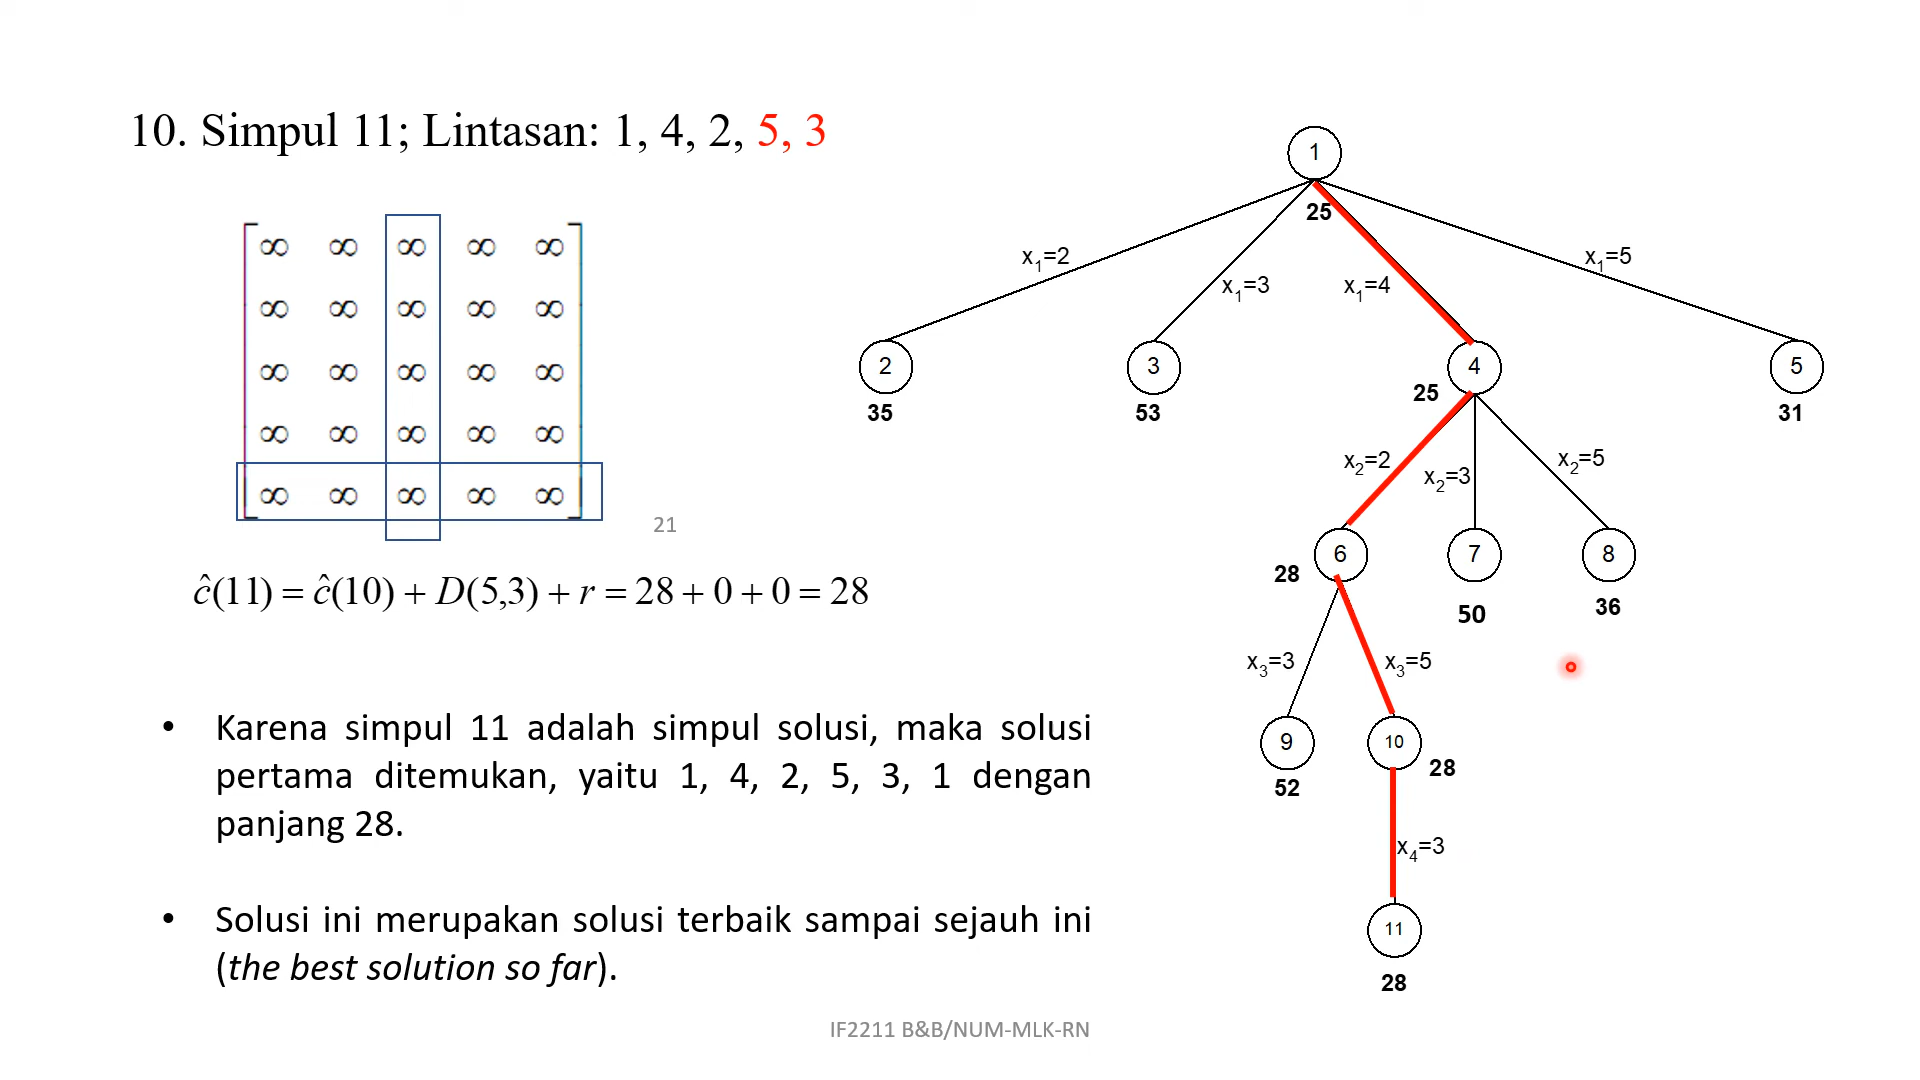 10. Simpul 11; Lintasan: 1, 4, 2, 5, 3
∞ ∞ ∞ ∞ ∞
∞ ∞ ∞ ∞ ∞
∞ ∞ ∞ ∞ ∞
∞ ∞ ∞ ∞ ∞
∞ ∞ ∞ ∞ ∞
21
ĉ(11) = ĉ(10) + D(5,3) + r = 28 + 0 + 0 = 28
• Karena simpul 11 adalah simpul solusi, maka solusi
pertama ditemukan, yaitu 1, 4, 2, 5, 3, 1 dengan
panjang 28.
• Solusi ini merupakan solusi terbaik sampai sejauh ini
(the best solution so far).
1
25
x₁=2
x₁=3
x₁=4
x₁=5
2
3
4
5
35
53
25
31
x₂=2
x₂=3
x₂=5
6
7
8
28
50
36
x₃=3
x₃=5
9
10
52
28
x₄=3
11
28
IF2211 B&B/NUM-MLK-RN